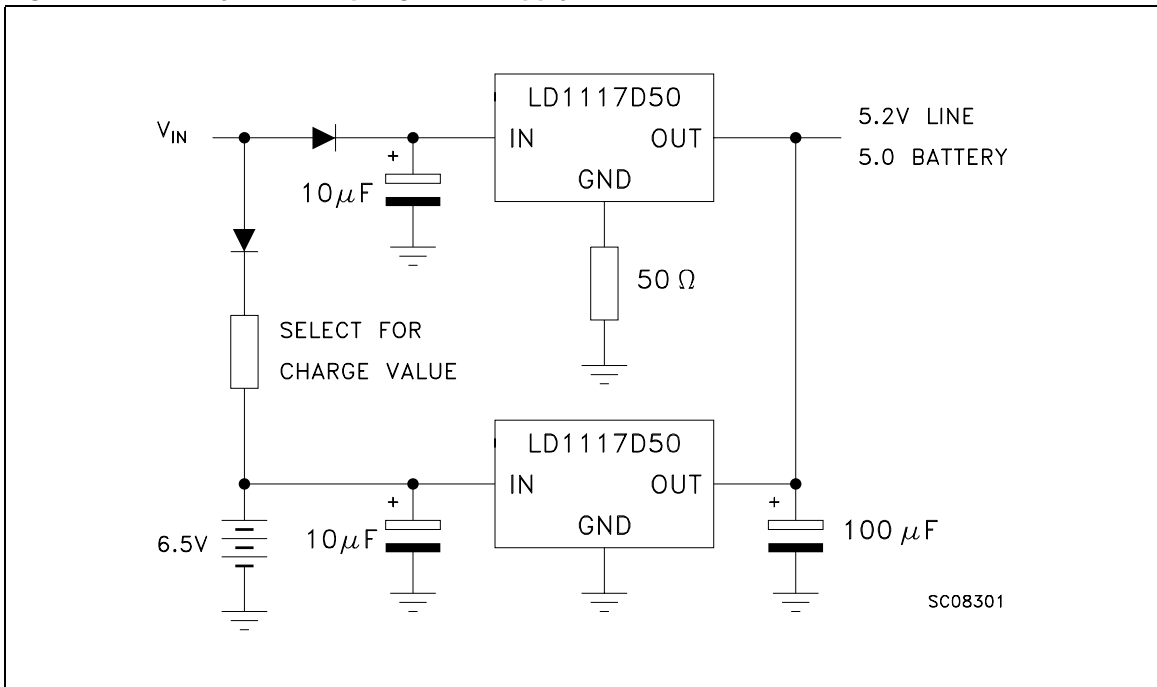 LD1117D50
V_IN
IN
OUT
GND
5.2V LINE
5.0 BATTERY
+
10μF
50 Ω
SELECT FOR
CHARGE VALUE
LD1117D50
IN
OUT
GND
6.5V
+
10μF
+
100 μF
SC08301